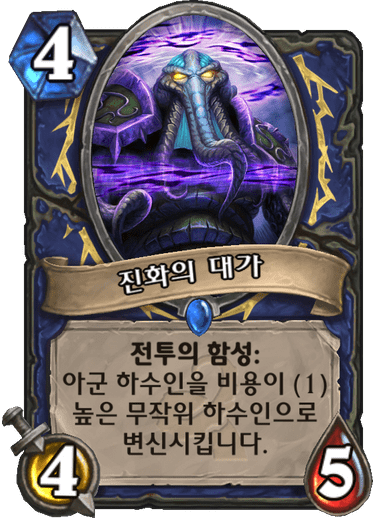 4
진화의 대가
전투의 함성:
아군 하수인을 비용이 (1)
높은 무작위 하수인으로
변신시킵니다.
4
5